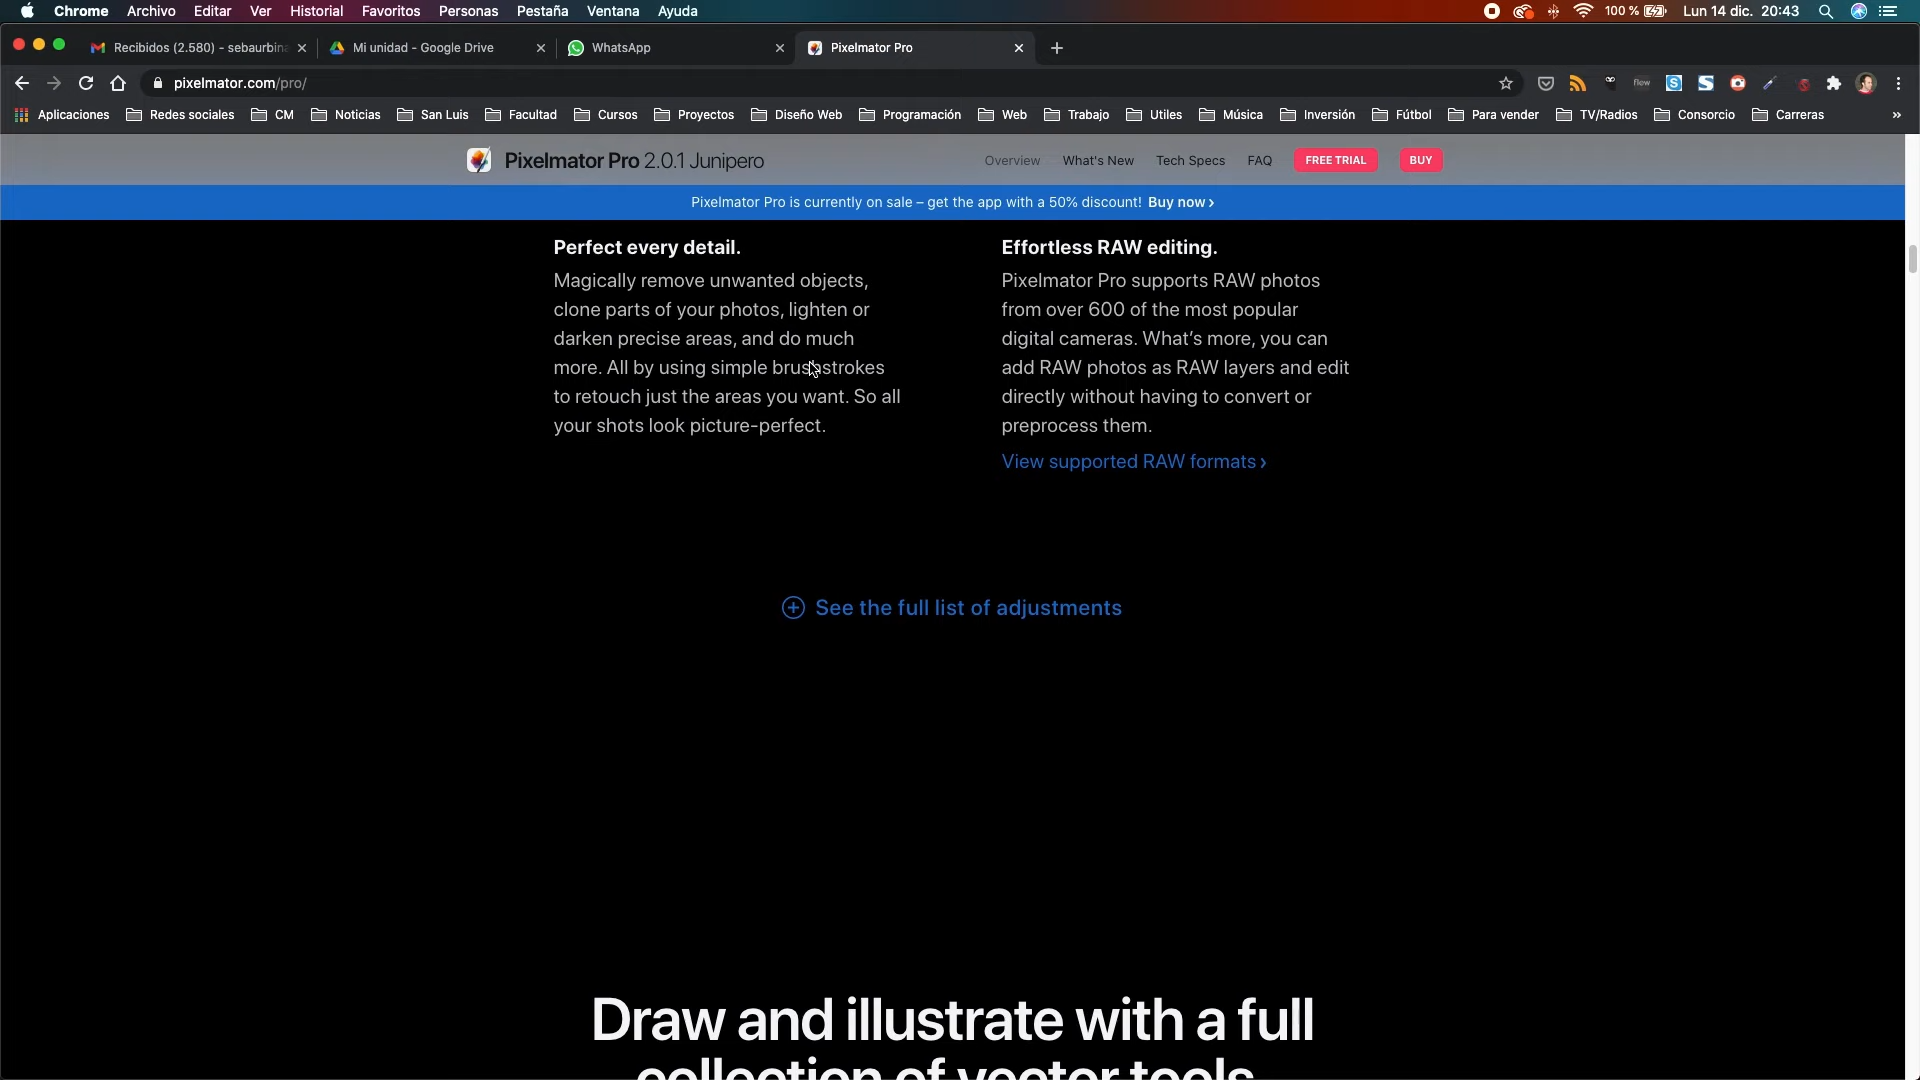 Chrome Archivo Editar Ver Historial Favoritos Personas Pestaña Ventana Ayuda 100 % Lun 14 dic. 20:43
Recibidos (2.580) - sebaurbina Mi unidad - Google Drive WhatsApp Pixelmator Pro
pixelmator.com/pro/ flow
Aplicaciones Redes sociales CM Noticias San Luis Facultad Cursos Proyectos Diseño Web Programación Web Trabajo Utiles Música Inversión Fútbol Para vender TV/Radios Consorcio Carreras »
Pixelmator Pro 2.0.1 Junipero Overview What's New Tech Specs FAQ FREE TRIAL BUY
Pixelmator Pro is currently on sale – get the app with a 50% discount! Buy now ›
Perfect every detail.
Magically remove unwanted objects,
clone parts of your photos, lighten or
darken precise areas, and do much
more. All by using simple brushstrokes
to retouch just the areas you want. So all
your shots look picture-perfect.
Effortless RAW editing.
Pixelmator Pro supports RAW photos
from over 600 of the most popular
digital cameras. What's more, you can
add RAW photos as RAW layers and edit
directly without having to convert or
preprocess them.
View supported RAW formats ›
See the full list of adjustments
Draw and illustrate with a full
collection of vector tools.